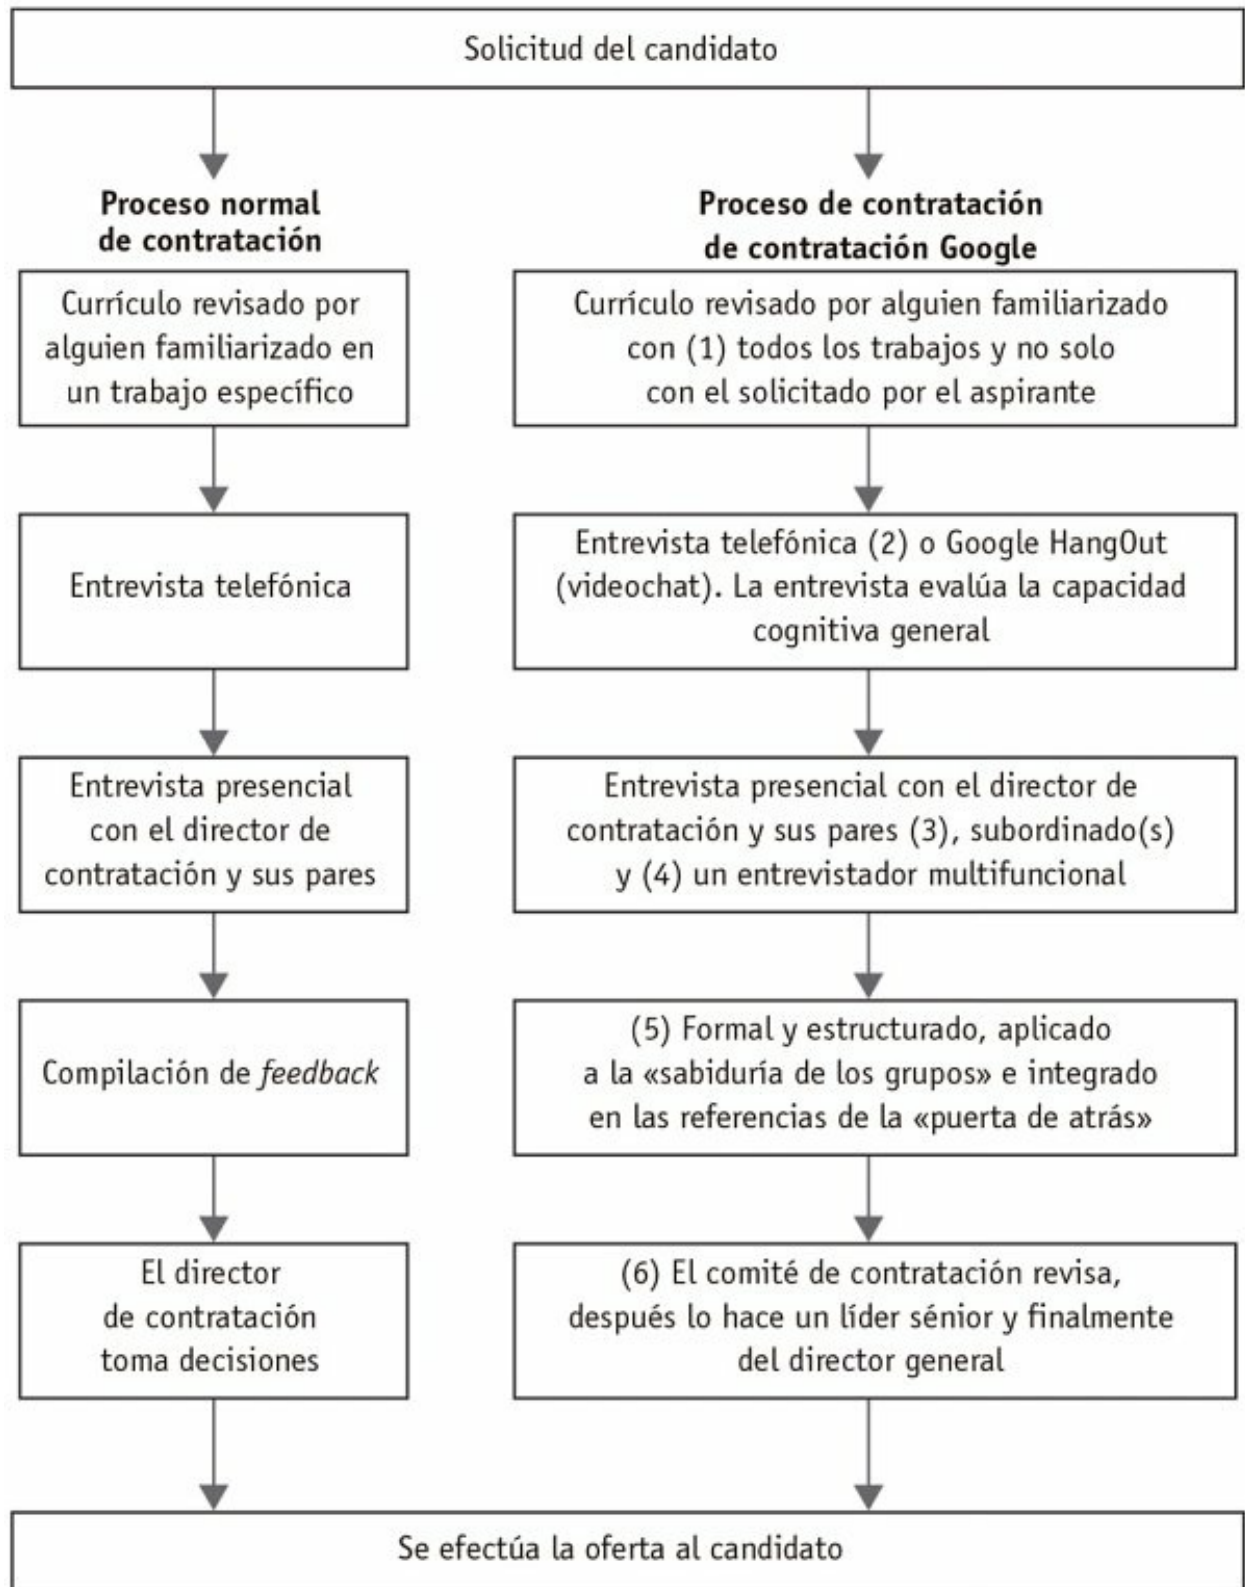 Solicitud del candidato
Proceso normal
de contratación
Currículo revisado por
alguien familiarizado en
un trabajo específico
Entrevista telefónica
Entrevista presencial
con el director de
contratación y sus pares
Compilación de feedback
El director
de contratación
toma decisiones
Proceso de contratación
de contratación Google
Currículo revisado por alguien familiarizado
con (1) todos los trabajos y no solo
con el solicitado por el aspirante
Entrevista telefónica (2) o Google HangOut
(videochat). La entrevista evalúa la capacidad
cognitiva general
Entrevista presencial con el director de
contratación y sus pares (3), subordinado(s)
y (4) un entrevistador multifuncional
(5) Formal y estructurado, aplicado
a la «sabiduría de los grupos» e integrado
en las referencias de la «puerta de atrás»
(6) El comité de contratación revisa,
después lo hace un líder sénior y finalmente
del director general
Se efectúa la oferta al candidato